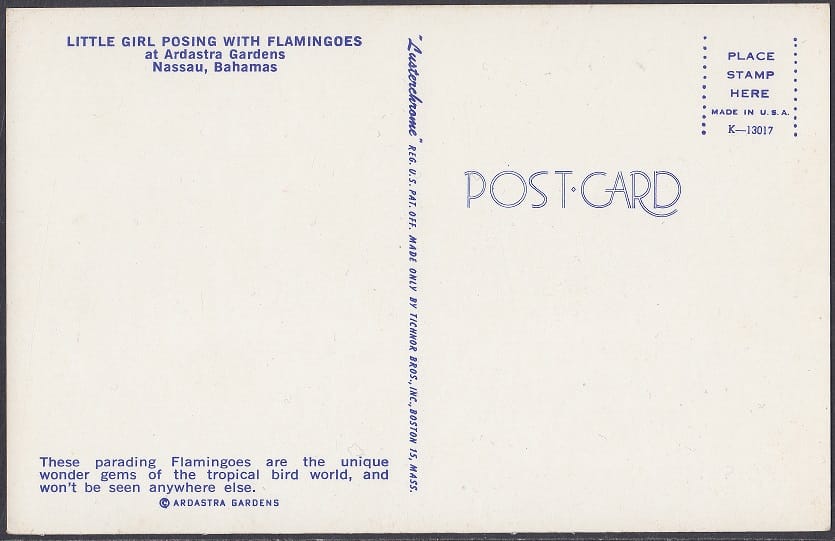 LITTLE GIRL POSING WITH FLAMINGOES
at Ardastra Gardens
Nassau, Bahamas
These parading Flamingoes are the unique
wonder gems of the tropical bird world, and
won't be seen anywhere else.
© ARDASTRA GARDENS
"Lusterchrome" REG. U.S. PAT. OFF. MADE ONLY BY TICHNOR BROS., INC., BOSTON 15, MASS.
POST·CARD
PLACE
STAMP
HERE
MADE IN U.S.A.
K—13017